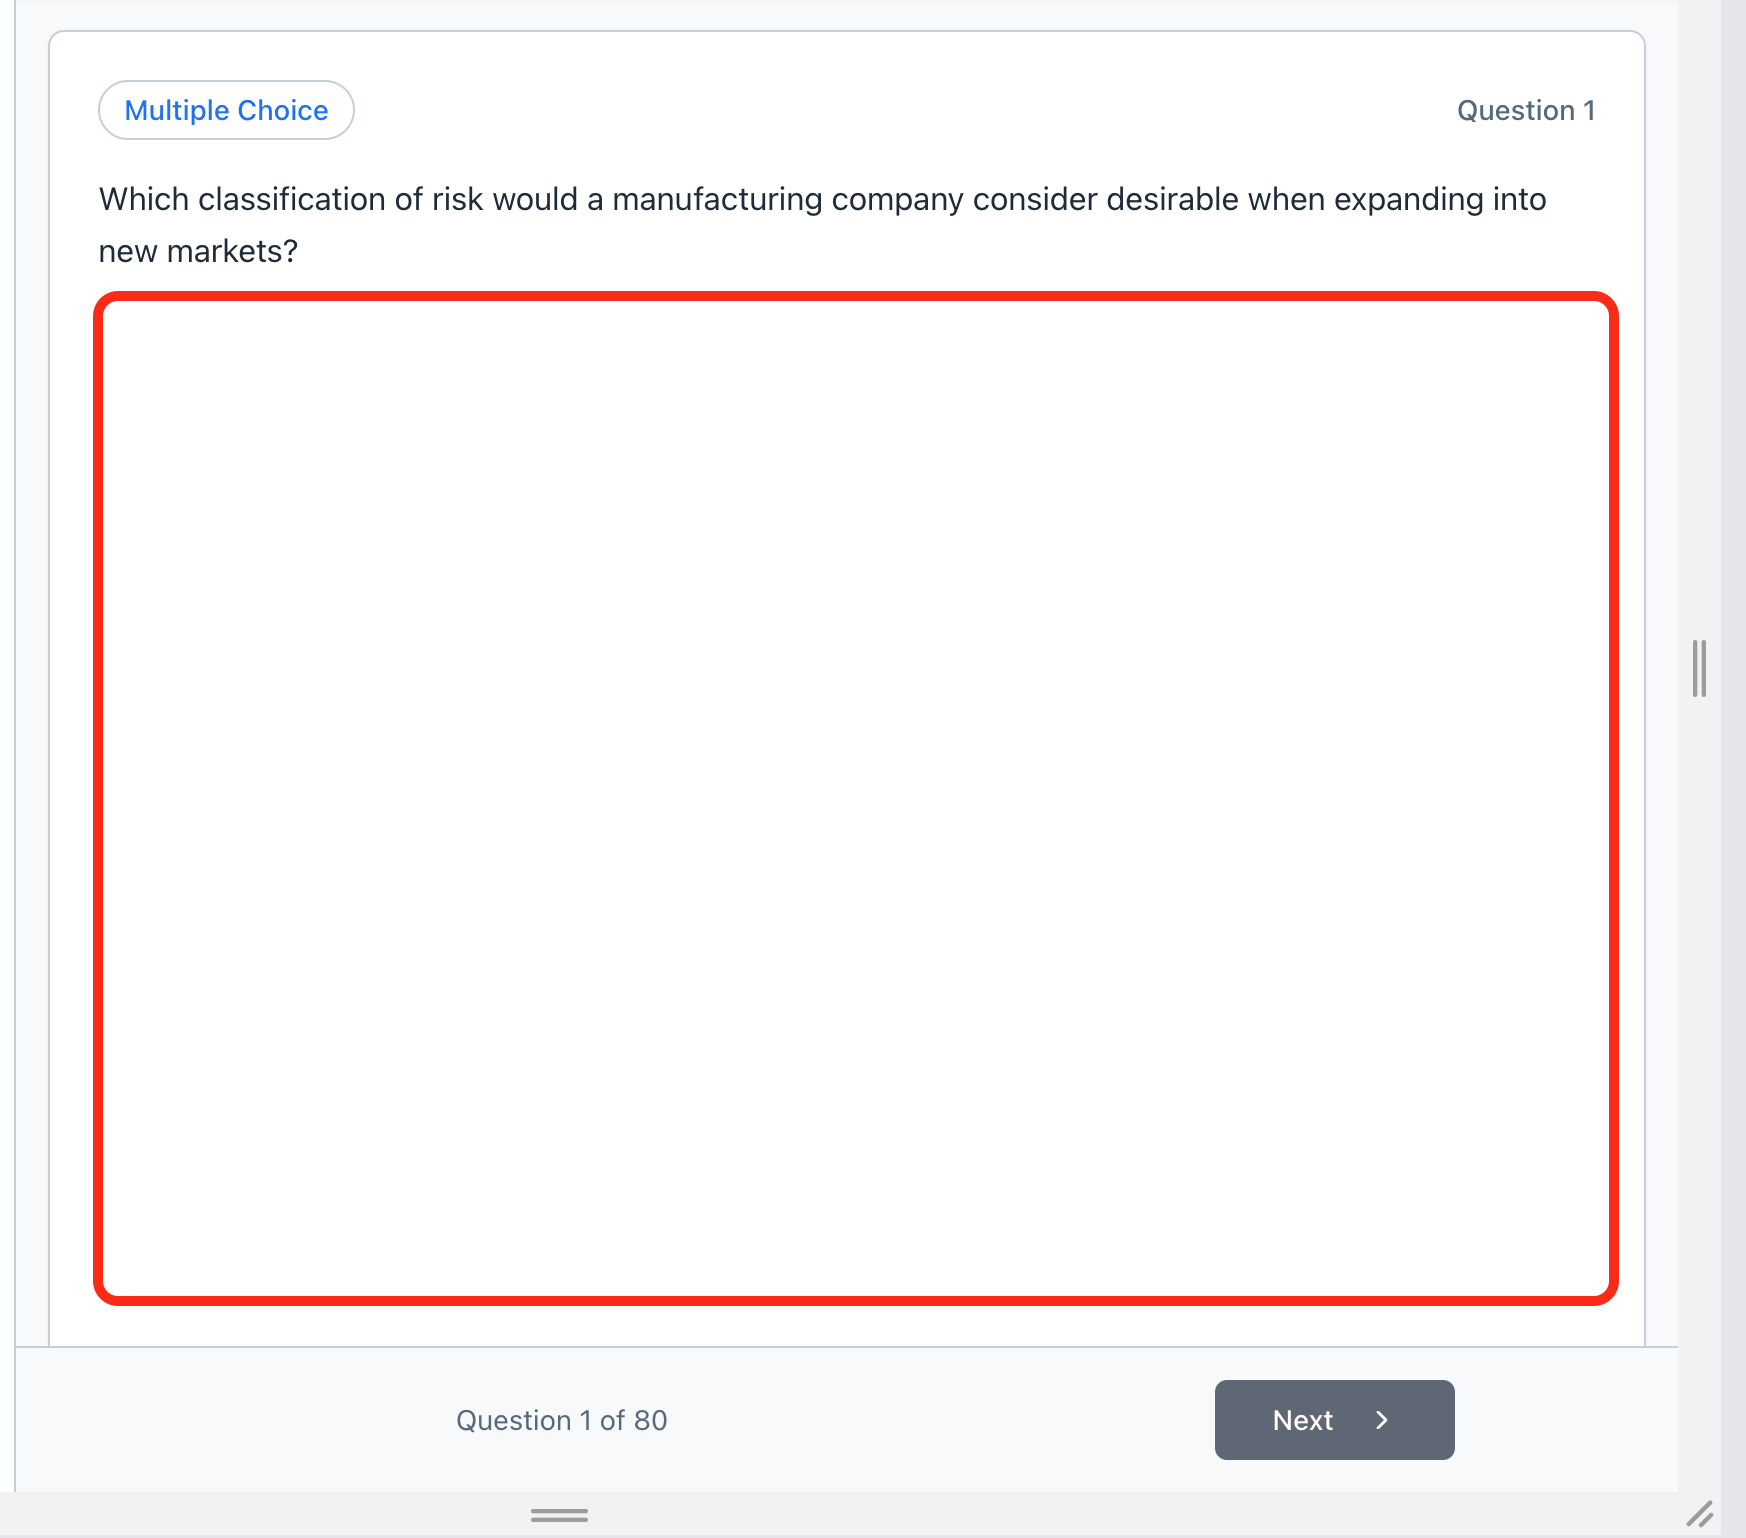 Multiple Choice
Question 1
Which classification of risk would a manufacturing company consider desirable when expanding into
new markets?
Question 1 of 80
Next